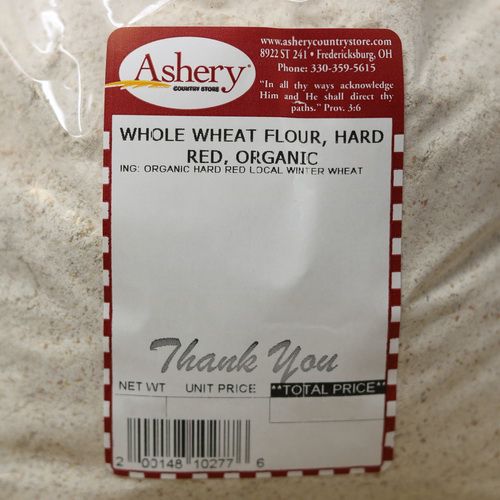 Ashery
COUNTRY STORE
www.asherycountrystore.com
8922 ST 241 • Fredericksburg, OH
Phone: 330-359-5615
"In all thy ways acknowledge
Him and He shall direct thy
paths." Prov. 3:6
WHOLE WHEAT FLOUR, HARD
RED, ORGANIC
ING: ORGANIC HARD RED LOCAL WINTER WHEAT
Thank You
NET WT UNIT PRICE **TOTAL PRICE**
2 00148 10277 6